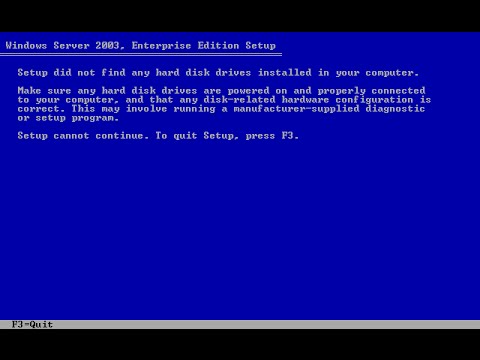 Windows Server 2003, Enterprise Edition Setup
Setup did not find any hard disk drives installed in your computer.
Make sure any hard disk drives are powered on and properly connected
to your computer, and that any disk-related hardware configuration is
correct. This may involve running a manufacturer-supplied diagnostic
or setup program.
Setup cannot continue. To quit Setup, press F3.
F3=Quit